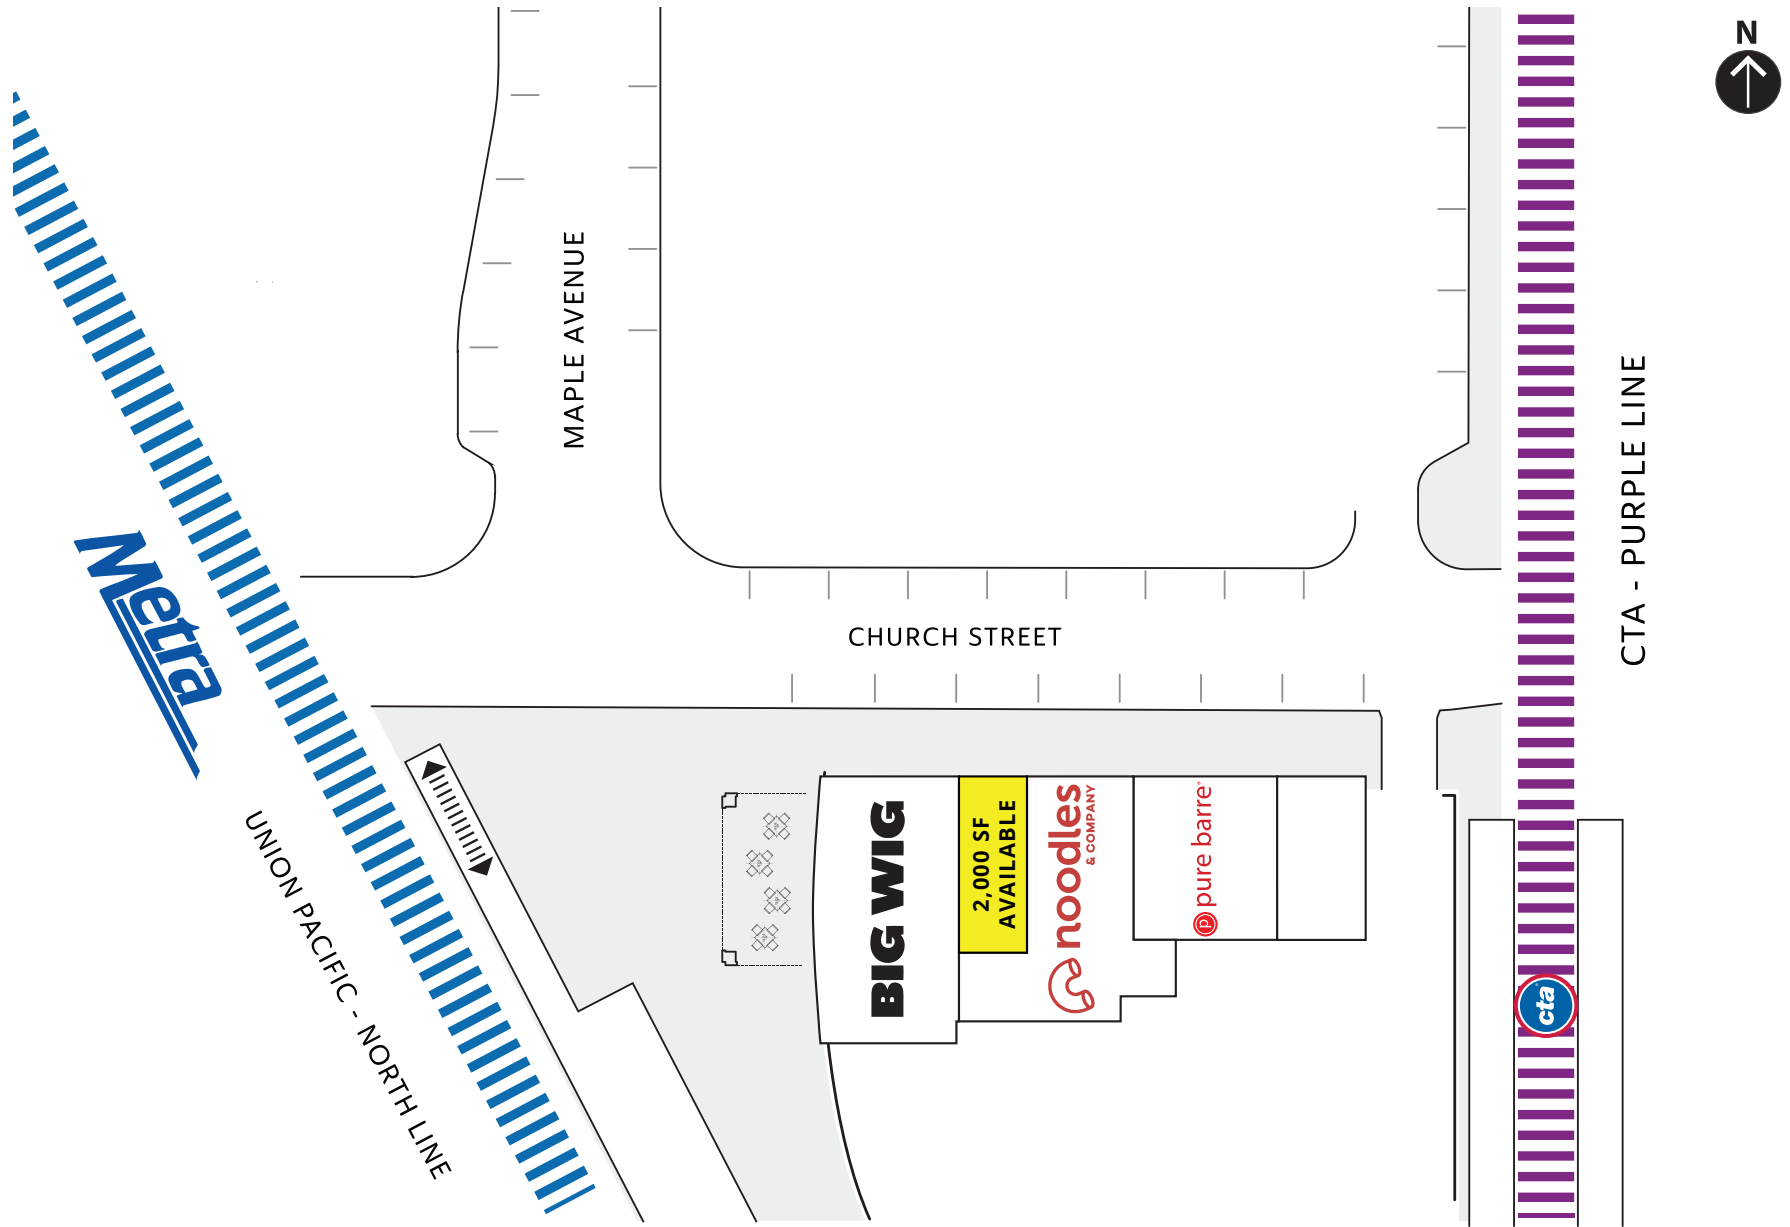 N
MAPLE AVENUE
CTA - PURPLE LINE
Metra
CHURCH STREET
UNION PACIFIC - NORTH LINE
BIG WIG
2,000 SF
AVAILABLE
noodles
& COMPANY
p pure barre
cta